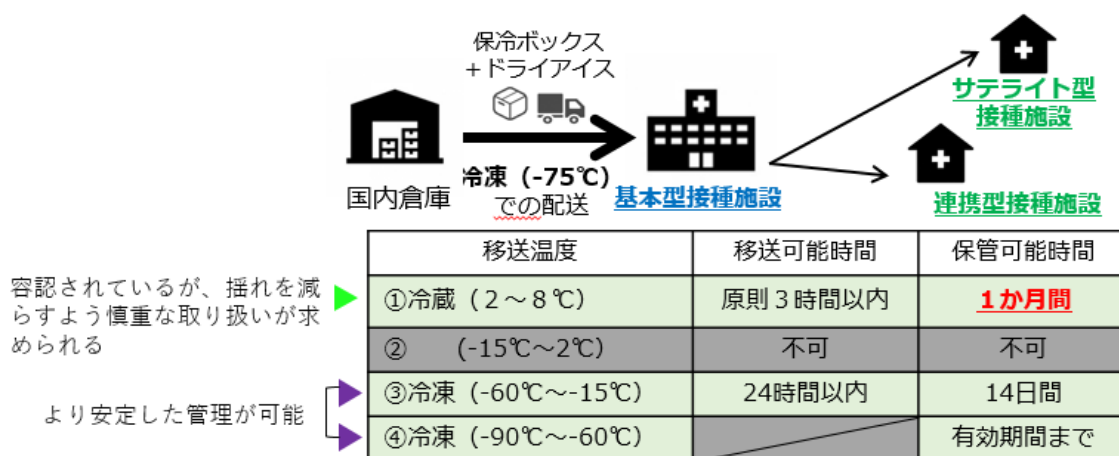 保冷ボックス
＋ドライアイス
サテライト型
接種施設
国内倉庫
冷凍（-75℃）
での配送
基本型接種施設
連携型接種施設
移送温度 移送可能時間 保管可能時間
容認されているが、揺れを減
らすよう慎重な取り扱いが求
められる
①冷蔵（２～８℃） 原則３時間以内 １か月間
② (-15℃～2℃） 不可 不可
より安定した管理が可能
③冷凍（-60℃～-15℃） 24時間以内 14日間
④冷凍（-90℃～-60℃） 有効期間まで